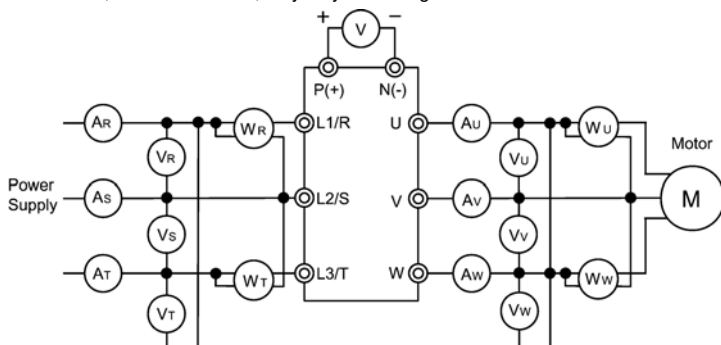 + V −
P(+) N(-)
AR WR L1/R U AU WU
VR VU Motor
Power
Supply AS L2/S V AV M
VS VV
AT WT L3/T W AW WW
VT VW